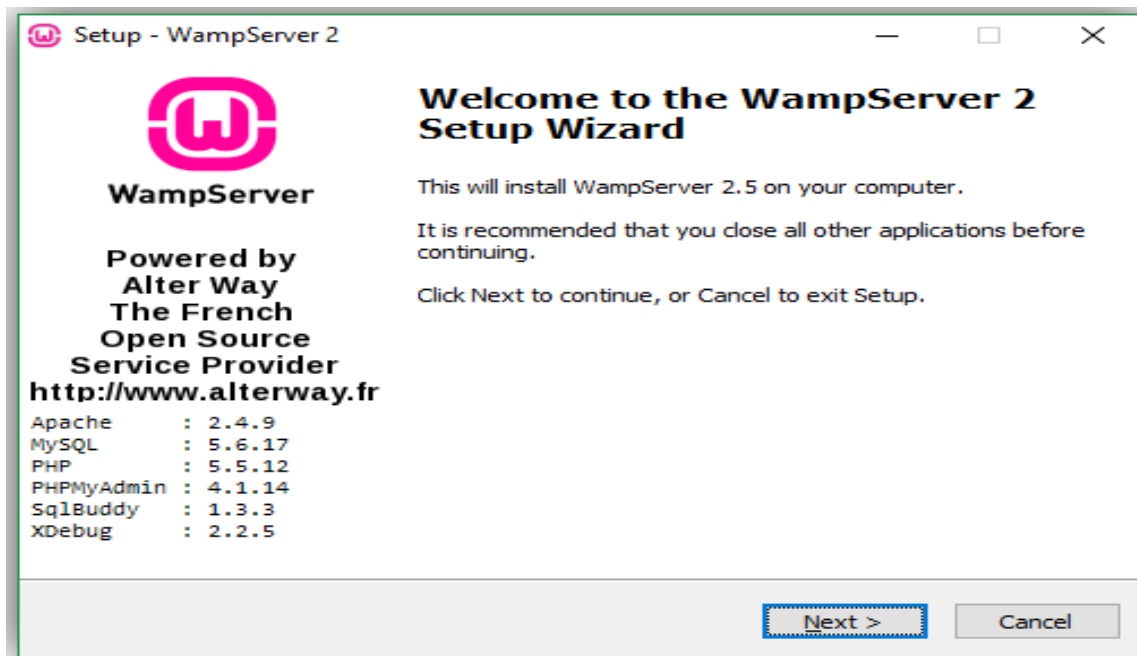 Setup - WampServer 2
WampServer
Powered by
Alter Way
The French
Open Source
Service Provider
http://www.alterway.fr
Apache : 2.4.9
MySQL : 5.6.17
PHP : 5.5.12
PHPMyAdmin : 4.1.14
SqlBuddy : 1.3.3
XDebug : 2.2.5
Welcome to the WampServer 2
Setup Wizard
This will install WampServer 2.5 on your computer.
It is recommended that you close all other applications before
continuing.
Click Next to continue, or Cancel to exit Setup.
Next >
Cancel